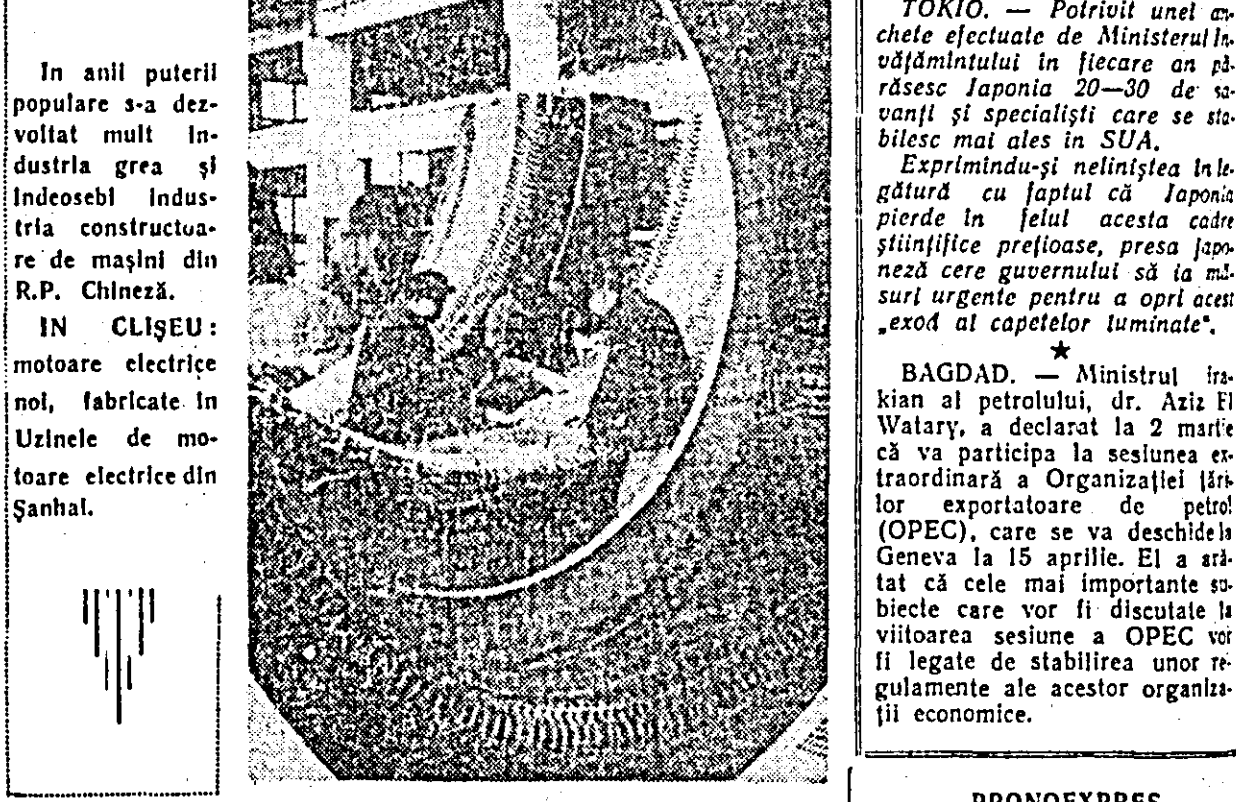 In anii puterii
populare s-a dez-
voltat mult in-
dustria grea și
indeosebi indus-
tria constructoa-
re de mașini din
R.P. Chineză.
IN CLIȘEU:
motoare electrice
noi, fabricate in
Uzinele de mo-
toare electrice din
Șanhai.
TOKIO. — Potrivit unei an-
chete efectuate de Ministerul In-
vățămîntului in fiecare an pă-
răsesc Japonia 20—30 de sa-
vanți și specialiști care se sta-
bilesc mai ales in SUA.
Exprimîndu-și neliniștea in le-
gătură cu faptul că Japonia
pierde in felul acesta cadre
științifice prețioase, presa japo-
neză cere guvernului să ia mă-
suri urgente pentru a opri acest
„exod al capetelor luminate".
★
BAGDAD. — Ministrul ira-
kian al petrolului, dr. Aziz El
Watary, a declarat la 2 martie
că va participa la sesiunea ex-
traordinară a Organizației țări-
lor exportatoare de petrol
(OPEC), care se va deschide la
Geneva la 15 aprilie. El a ară-
tat că cele mai importante su-
biecte care vor fi discutate la
viitoarea sesiune a OPEC vor
fi legate de stabilirea unor re-
gulamente ale acestor organiza-
ții economice.
PRONOEXPRES